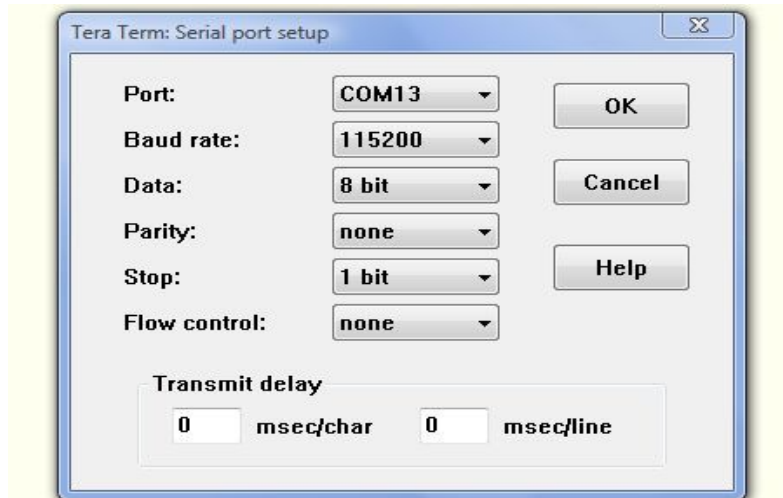 Tera Term: Serial port setup
Port: COM13
OK
Baud rate: 115200
Data: 8 bit
Cancel
Parity: none
Stop: 1 bit
Help
Flow control: none
Transmit delay
0 msec/char 0 msec/line